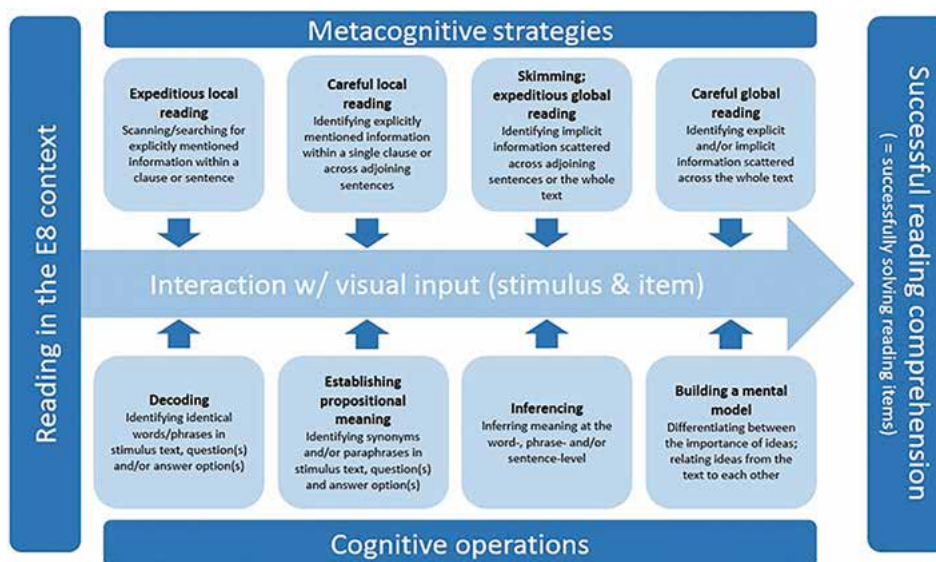 Reading in the E8 context
Metacognitive strategies
Expeditious local
reading
Scanning/searching for
explicitly mentioned
information within a
clause or sentence
Careful local
reading
Identifying explicitly
mentioned information
within a single clause or
across adjoining
sentences
Skimming;
expeditious global
reading
Identifying implicit
information scattered
across adjoining
sentences or the whole
text
Careful global
reading
Identifying explicit
and/or implicit
information scattered
across the whole text
Interaction w/ visual input (stimulus & item)
Decoding
Identifying identical
words/phrases in
stimulus text, question(s)
and/or answer option(s)
Establishing
propositional
meaning
Identifying synonyms
and/or paraphrases in
stimulus text, question(s)
and answer option(s)
Inferencing
Inferring meaning at the
word-, phrase- and/or
sentence-level
Building a mental
model
Differentiating between
the importance of ideas;
relating ideas from the
text to each other
Cognitive operations
Successful reading comprehension
( = successfully solving reading items)